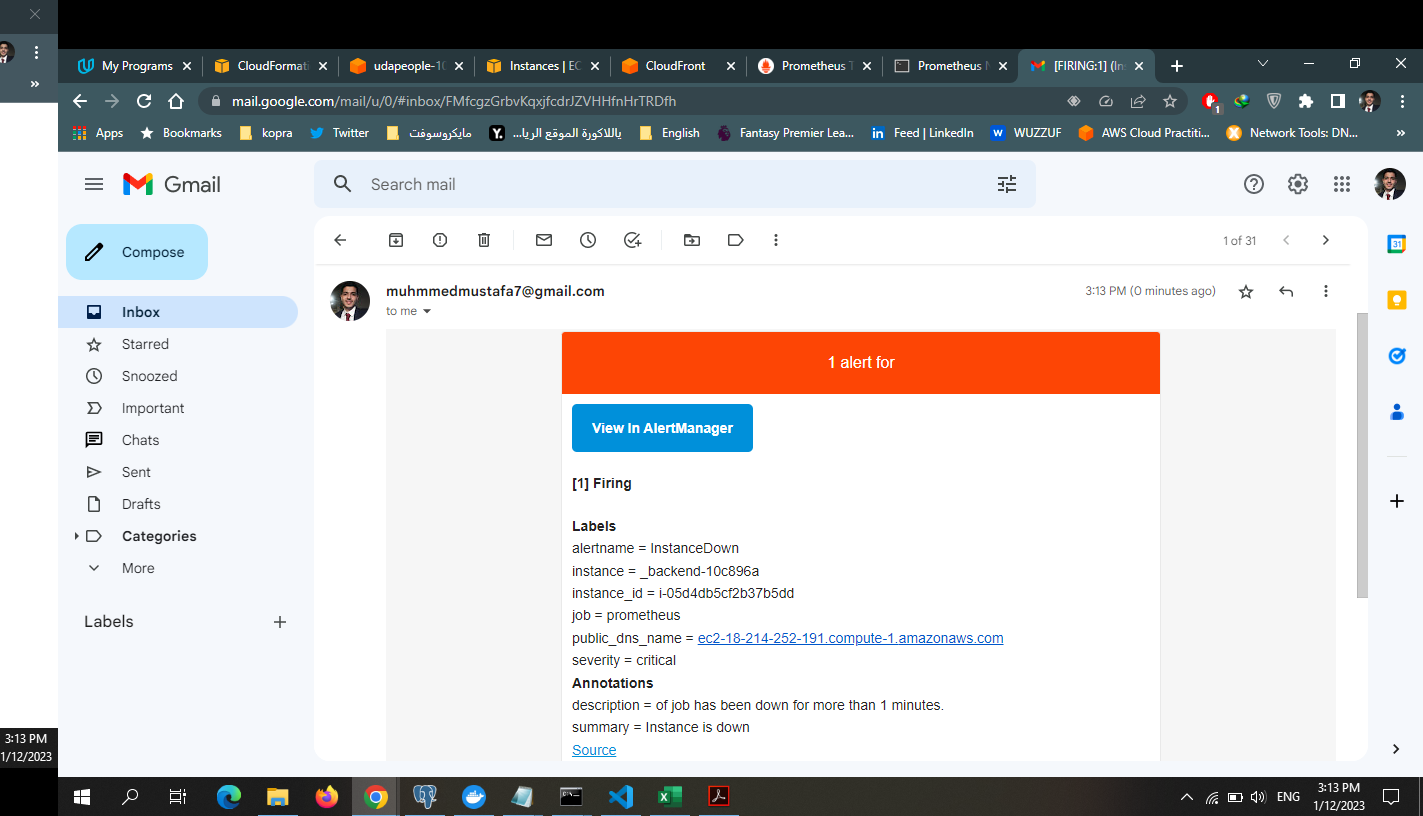 My Programs
CloudFormati
udapeople-10
Instances | EC
CloudFront
Prometheus T
Prometheus N
[FIRING:1] (Ins
mail.google.com/mail/u/0/#inbox/FMfcgzGrbvKqxjfcdrJZVHHfnHrTRDfh
1
Apps
Bookmarks
kopra
Twitter
مايكروسوفت
ياللاكورة الموقع الريا...
English
Fantasy Premier Lea...
Feed | LinkedIn
WUZZUF
AWS Cloud Practiti...
Network Tools: DN...
»
»
Gmail
Search mail
Compose
1 of 31
Inbox
Starred
Snoozed
Important
Chats
Sent
Drafts
Categories
More
Labels
muhmmedmustafa7@gmail.com
3:13 PM (0 minutes ago)
to me
1 alert for
View In AlertManager
[1] Firing
Labels
alertname = InstanceDown
instance = _backend-10c896a
instance_id = i-05d4db5cf2b37b5dd
job = prometheus
public_dns_name = ec2-18-214-252-191.compute-1.amazonaws.com
severity = critical
Annotations
description = of job has been down for more than 1 minutes.
summary = Instance is down
Source
31
3:13 PM
1/12/2023
ENG
3:13 PM
1/12/2023